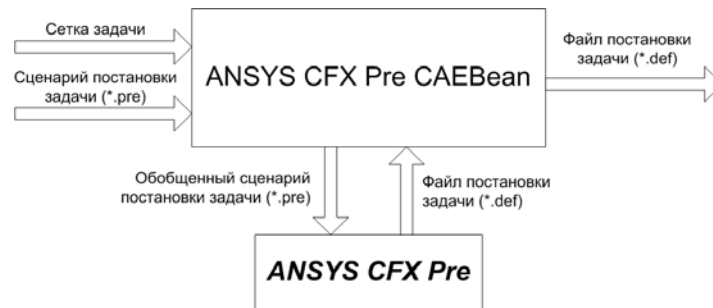 Сетка задачи
Сценарий постановки
задачи (*.pre)
ANSYS CFX Pre CAEBean
Файл постановки
задачи (*.def)
Обобщенный сценарий
постановки задачи (*.pre)
Файл постановки
задачи (*.def)
ANSYS CFX Pre